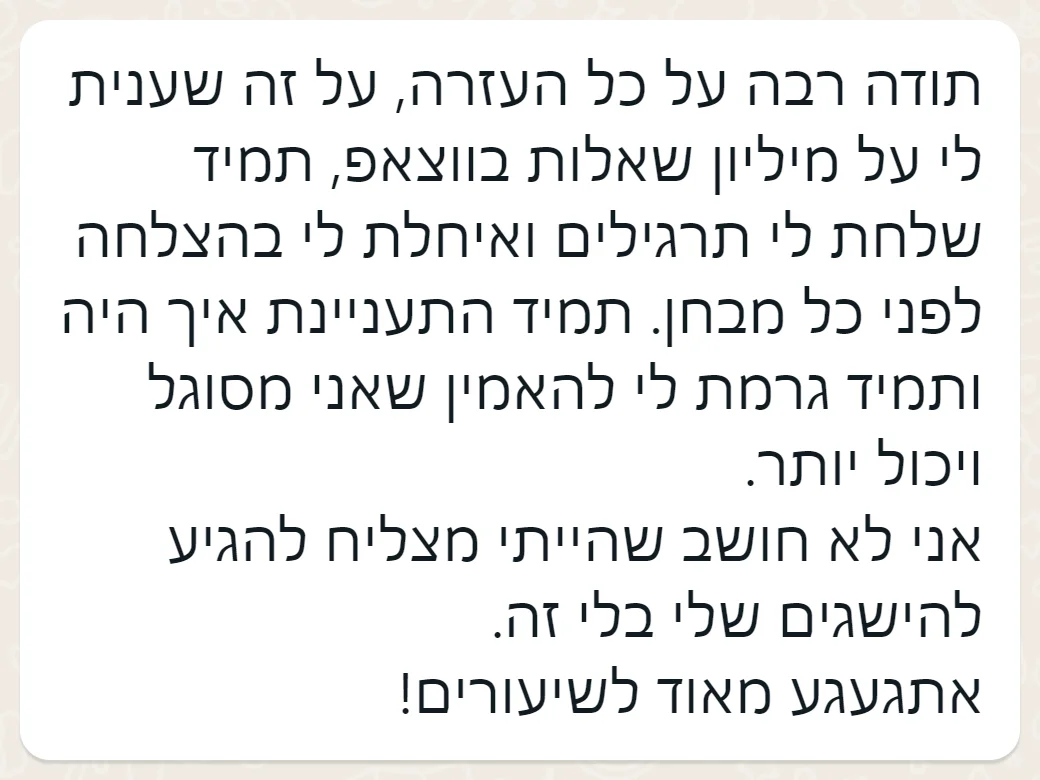 תודה רבה על כל העזרה, על זה שענית
לי על מיליון שאלות בווצאפ, תמיד
שלחת לי תרגילים ואיחלת לי בהצלחה
לפני כל מבחן. תמיד התעניינת איך היה
ותמיד גרמת לי להאמין שאני מסוגל
ויכול יותר.
אני לא חושב שהייתי מצליח להגיע
להישגים שלי בלי זה.
אתגעגע מאוד לשיעורים!